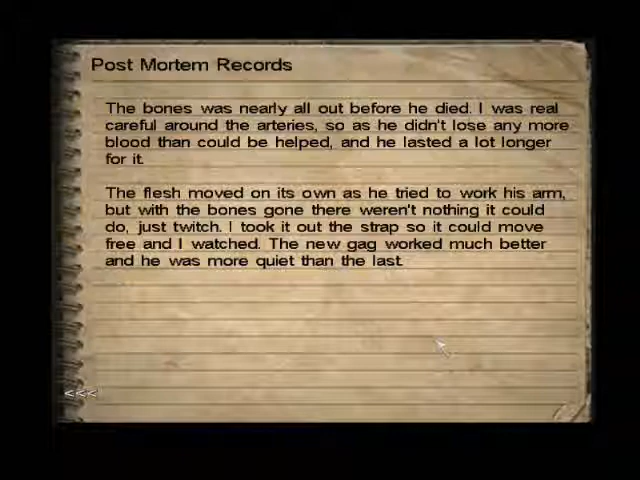 Post Mortem Records
The bones was nearly all out before he died. I was real
careful around the arteries, so as he didn't lose any more
blood than could be helped, and he lasted a lot longer
for it.
The flesh moved on its own as he tried to work his arm,
but with the bones gone there weren't nothing it could
do, just twitch. I took it out the strap so it could move
free and I watched. The new gag worked much better
and he was more quiet than the last.
<<<